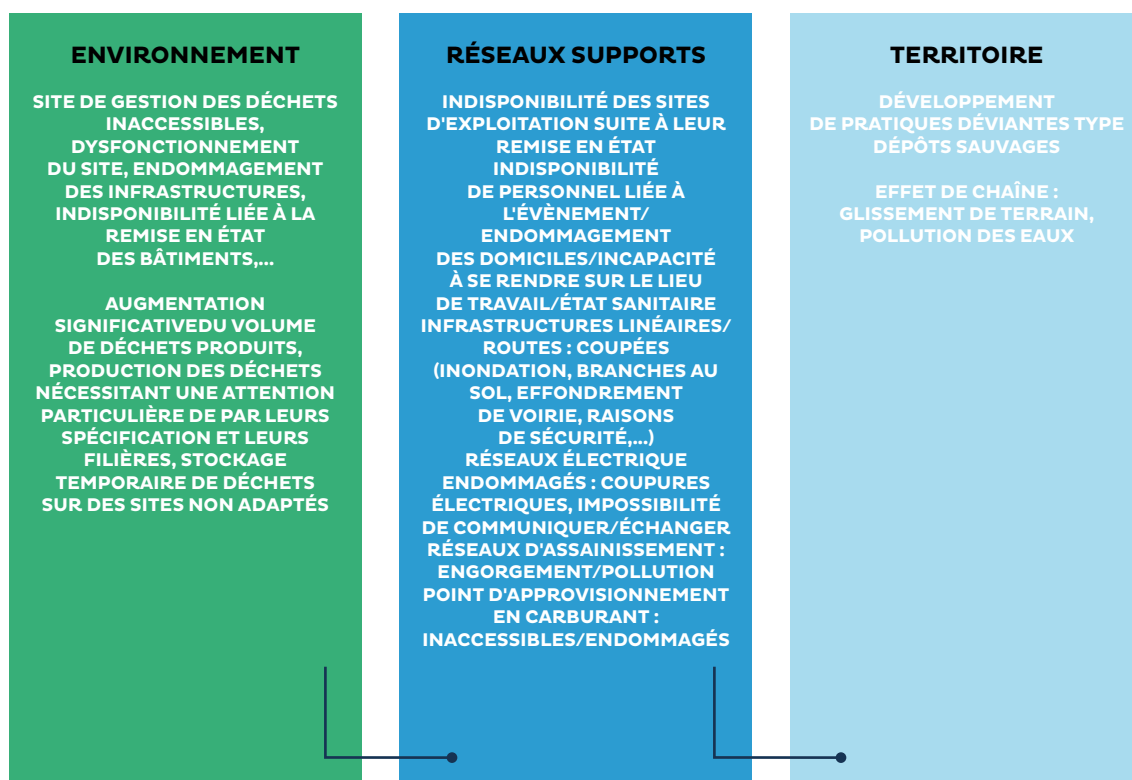 ENVIRONNEMENT
SITE DE GESTION DES DÉCHETS
INACCESSIBLES,
DYSFONCTIONNEMENT
DU SITE, ENDOMMAGEMENT
DES INFRASTRUCTURES,
INDISPONIBILITÉ LIÉE À LA
REMISE EN ÉTAT
DES BÂTIMENTS,...
AUGMENTATION
SIGNIFICATIVEDU VOLUME
DE DÉCHETS PRODUITS,
PRODUCTION DES DÉCHETS
NÉCESSITANT UNE ATTENTION
PARTICULIÈRE DE PAR LEURS
SPÉCIFICATION ET LEURS
FILIÈRES, STOCKAGE
TEMPORAIRE DE DÉCHETS
SUR DES SITES NON ADAPTÉS
RÉSEAUX SUPPORTS
INDISPONIBILITÉ DES SITES
D'EXPLOITATION SUITE À LEUR
REMISE EN ÉTAT
INDISPONIBILITÉ
DE PERSONNEL LIÉE À
L'ÉVÈNEMENT/
ENDOMMAGEMENT
DES DOMICILES/INCAPACITÉ
À SE RENDRE SUR LE LIEU
DE TRAVAIL/ÉTAT SANITAIRE
INFRASTRUCTURES LINÉAIRES/
ROUTES : COUPÉES
(INONDATION, BRANCHES AU
SOL, EFFONDREMENT
DE VOIRIE, RAISONS
DE SÉCURITÉ,...)
RÉSEAUX ÉLECTRIQUE
ENDOMMAGÉS : COUPURES
ÉLECTRIQUES, IMPOSSIBILITÉ
DE COMMUNIQUER/ÉCHANGER
RÉSEAUX D'ASSAINISSEMENT :
ENGORGEMENT/POLLUTION
POINT D'APPROVISIONNEMENT
EN CARBURANT :
INACCESSIBLES/ENDOMMAGÉS
TERRITOIRE
DÉVELOPPEMENT
DE PRATIQUES DÉVIANTES TYPE
DÉPÔTS SAUVAGES
EFFET DE CHAÎNE :
GLISSEMENT DE TERRAIN,
POLLUTION DES EAUX